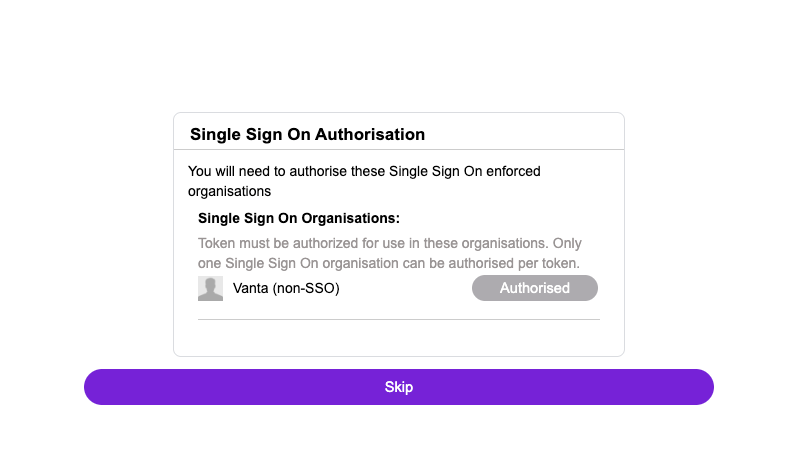 Single Sign On Authorisation
You will need to authorise these Single Sign On enforced
organisations
Single Sign On Organisations:
Token must be authorized for use in these organisations. Only
one Single Sign On organisation can be authorised per token.
Vanta (non-SSO)
Authorised
Skip